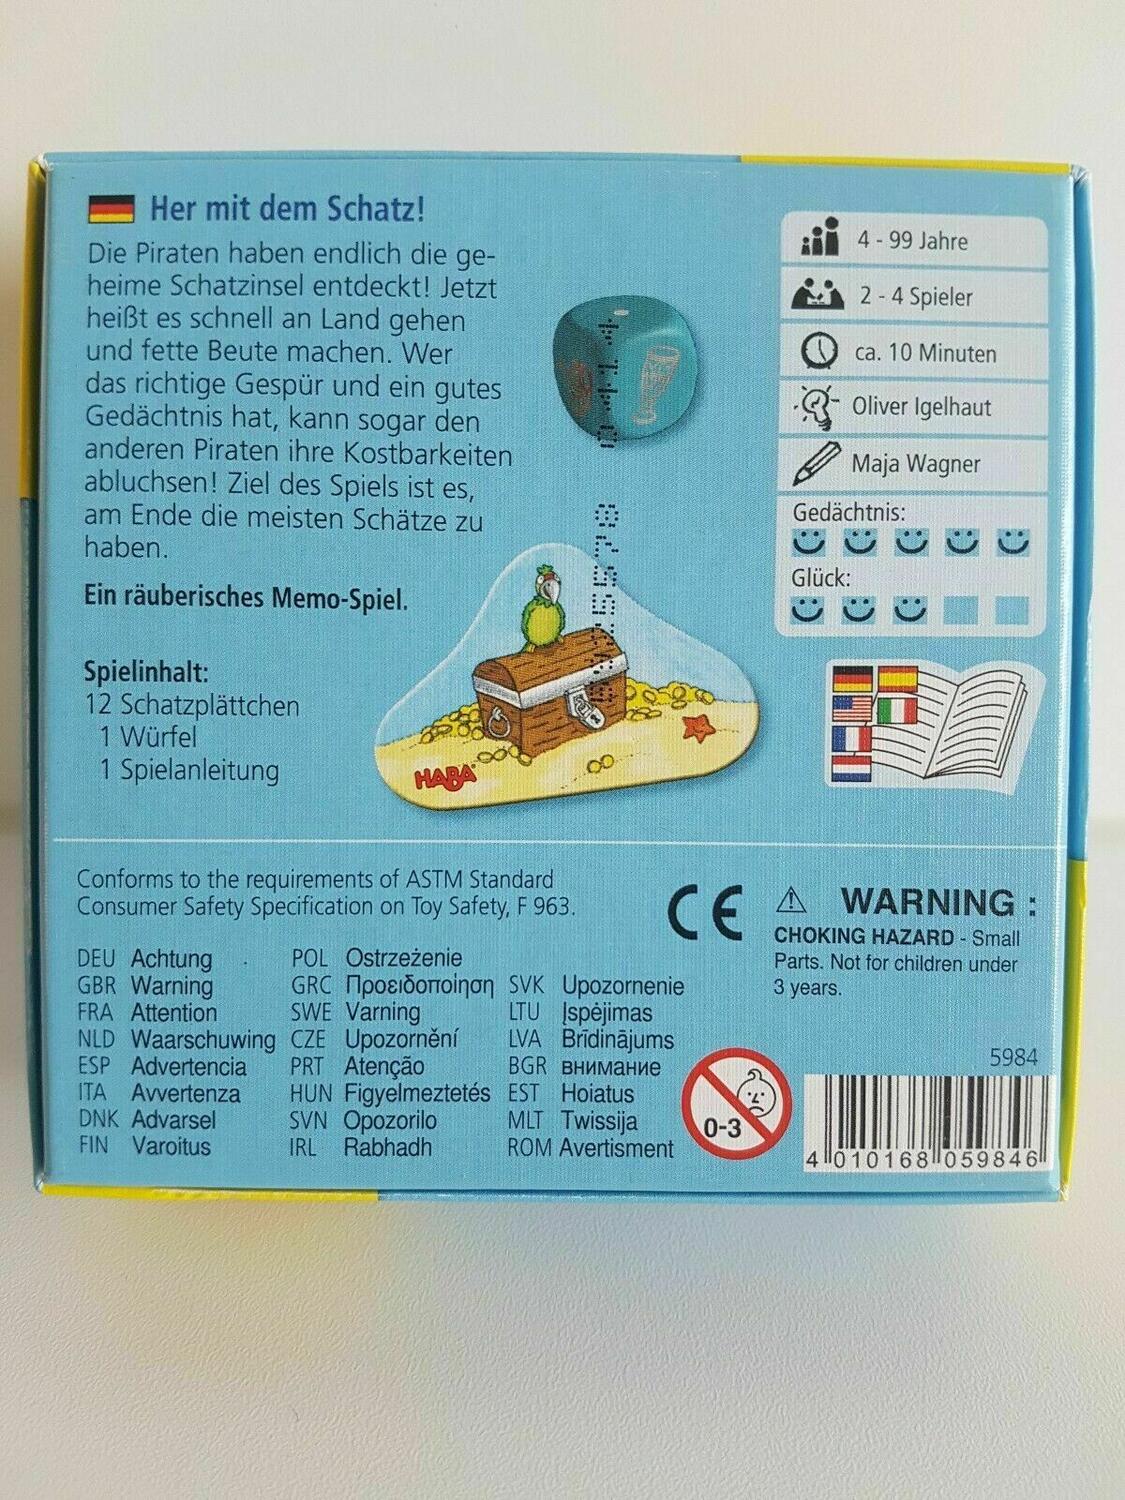 Her mit dem Schatz!
Die Piraten haben endlich die ge-
heime Schatzinsel entdeckt! Jetzt
heißt es schnell an Land gehen
und fette Beute machen. Wer
das richtige Gespür und ein gutes
Gedächtnis hat, kann sogar den
anderen Piraten ihre Kostbarkeiten
abluchsen! Ziel des Spiels ist es,
am Ende die meisten Schätze zu
haben.
Ein räuberisches Memo-Spiel.
Spielinhalt:
12 Schatzplättchen
1 Würfel
1 Spielanleitung
HABA
4 - 99 Jahre
2 - 4 Spieler
ca. 10 Minuten
Oliver Igelhaut
Maja Wagner
Gedächtnis:
Glück:
Conforms to the requirements of ASTM Standard
Consumer Safety Specification on Toy Safety, F 963.
CE
WARNING :
CHOKING HAZARD - Small
Parts. Not for children under
3 years.
DEU Achtung
GBR Warning
FRA Attention
NLD Waarschuwing
ESP Advertencia
ITA Avvertenza
DNK Advarsel
FIN Varoitus
POL Ostrzeżenie
GRC Προειδοποίηση
SWE Varning
CZE Upozornění
PRT Atenção
HUN Figyelmeztetés
SVN Opozorilo
IRL Rabhadh
SVK Upozornenie
LTU Įspėjimas
LVA Brīdinājums
BGR внимание
EST Hoiatus
MLT Twissija
ROM Avertisment
0-3
5984
4 010168 059846